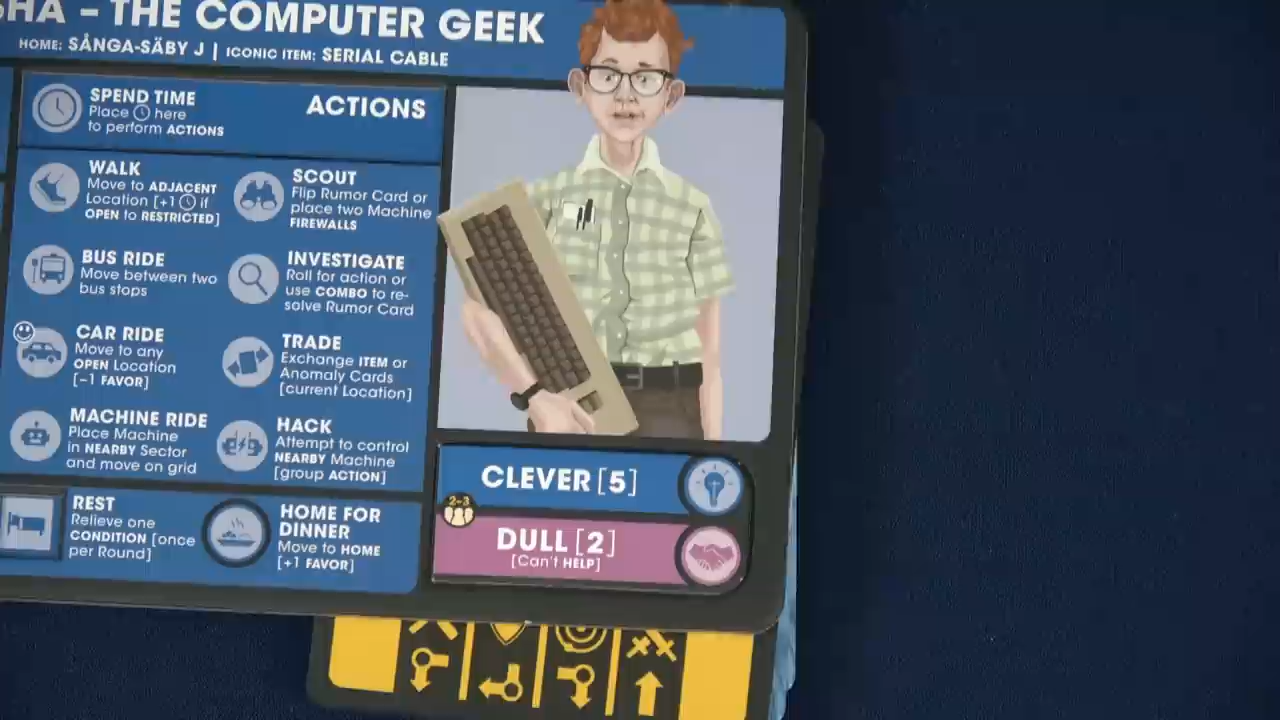 SHA – THE COMPUTER GEEK
HOME: SÅNGA-SÄBY J | ICONIC ITEM: SERIAL CABLE
SPEND TIME
Place here
to perform ACTIONS
ACTIONS
WALK
Move to ADJACENT
Location [+1 if
OPEN to RESTRICTED]
SCOUT
Flip Rumor Card or
place two Machine
FIREWALLS
BUS RIDE
Move between two
bus stops
INVESTIGATE
Roll for action or
use COMBO to re-
solve Rumor Card
CAR RIDE
Move to any
OPEN Location
[–1 FAVOR]
TRADE
Exchange ITEM or
Anomaly Cards
[current Location]
MACHINE RIDE
Place Machine
in NEARBY Sector
and move on grid
HACK
Attempt to control
NEARBY Machine
[group ACTION]
REST
Relieve one
CONDITION [once
per Round]
HOME FOR
DINNER
Move to HOME
[+1 FAVOR]
CLEVER [5]
2–3
DULL [2]
[Can't HELP]